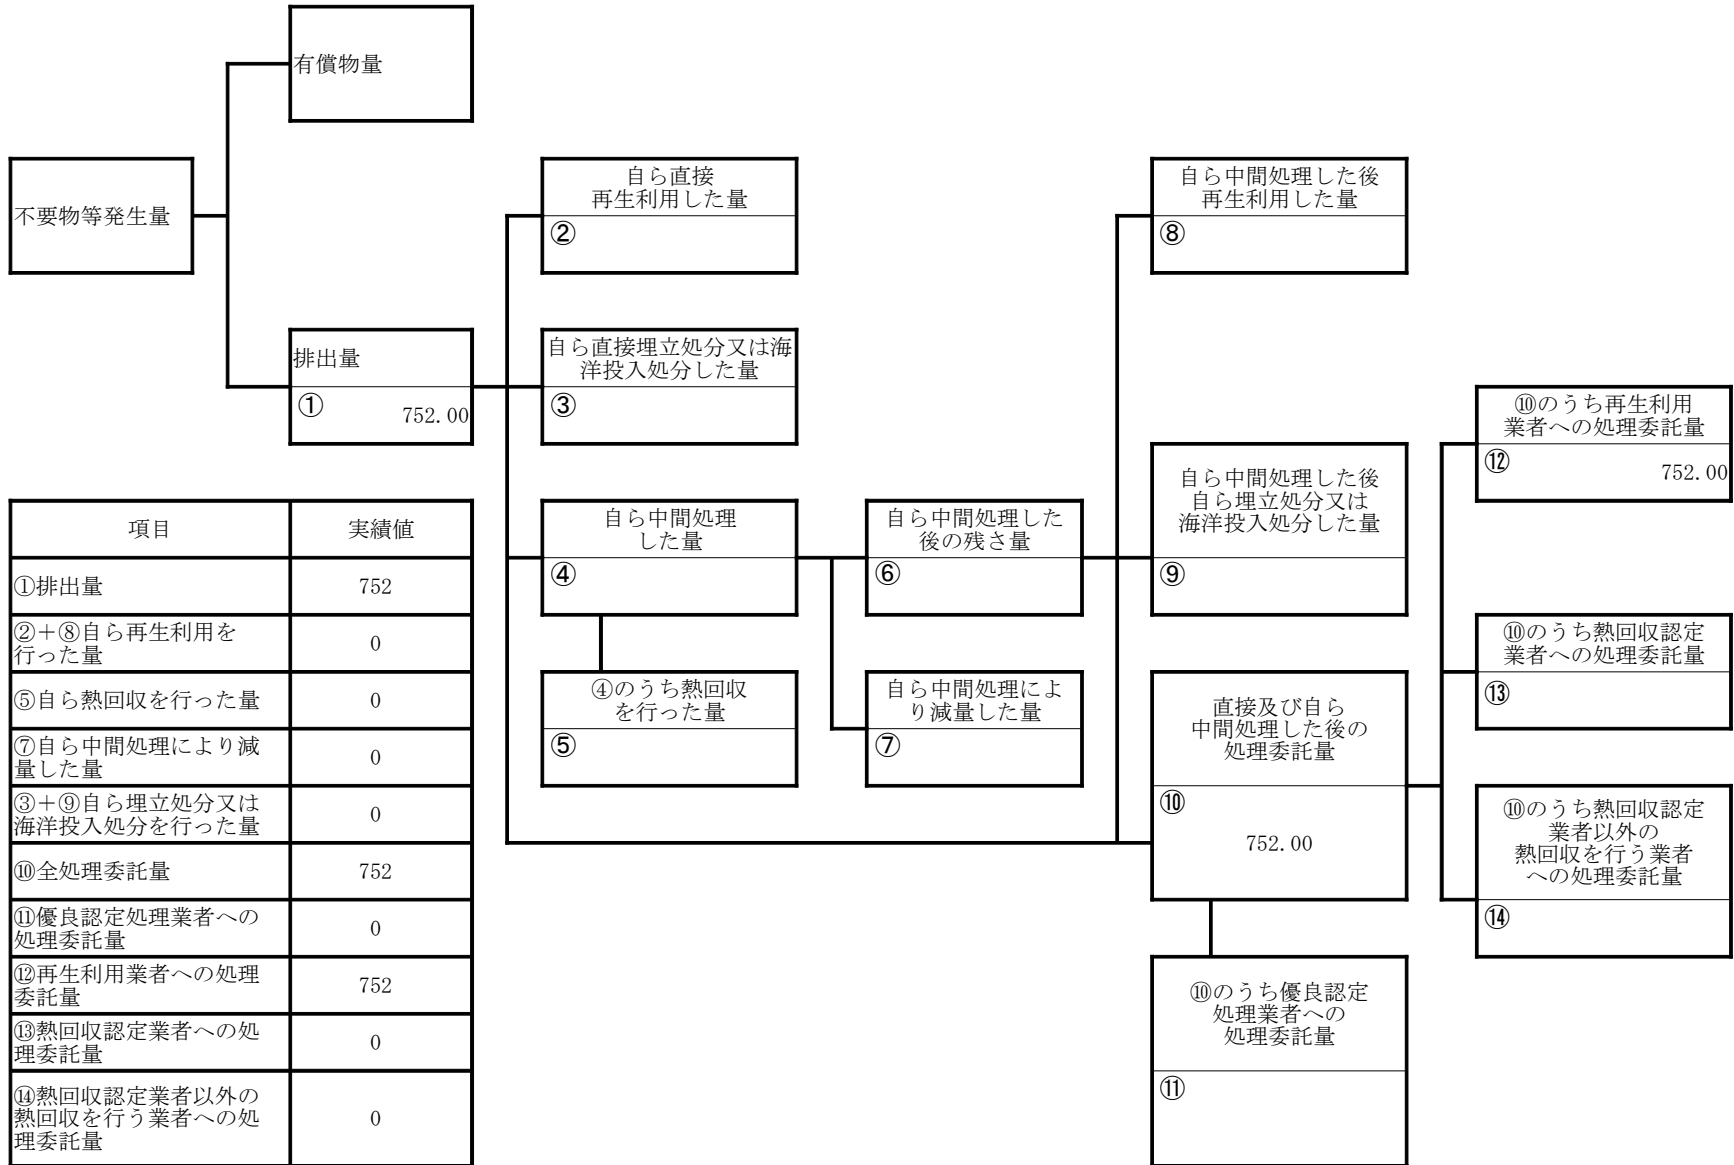 有償物量
不要物等発生量
自ら直接
再生利用した量
②
自ら中間処理した後
再生利用した量
⑧
排出量
①
752.00
自ら直接埋立処分又は海
洋投入処分した量
③
⑩のうち再生利用
業者への処理委託量
⑫
752.00
自ら中間処理した後
自ら埋立処分又は
海洋投入処分した量
⑨
自ら中間処理
した量
④
自ら中間処理した
後の残さ量
⑥
⑩のうち熱回収認定
業者への処理委託量
⑬
④のうち熱回収
を行った量
⑤
自ら中間処理によ
り減量した量
⑦
直接及び自ら
中間処理した後の
処理委託量
⑩
752.00
⑩のうち熱回収認定
業者以外の
熱回収を行う業者
への処理委託量
⑭
⑩のうち優良認定
処理業者への
処理委託量
⑪
項目 実績値
①排出量 752
②＋⑧自ら再生利用を
行った量 0
⑤自ら熱回収を行った量 0
⑦自ら中間処理により減
量した量 0
③＋⑨自ら埋立処分又は
海洋投入処分を行った量 0
⑩全処理委託量 752
⑪優良認定処理業者への
処理委託量 0
⑫再生利用業者への処理
委託量 752
⑬熱回収認定業者への処
理委託量 0
⑭熱回収認定業者以外の
熱回収を行う業者への処
理委託量 0